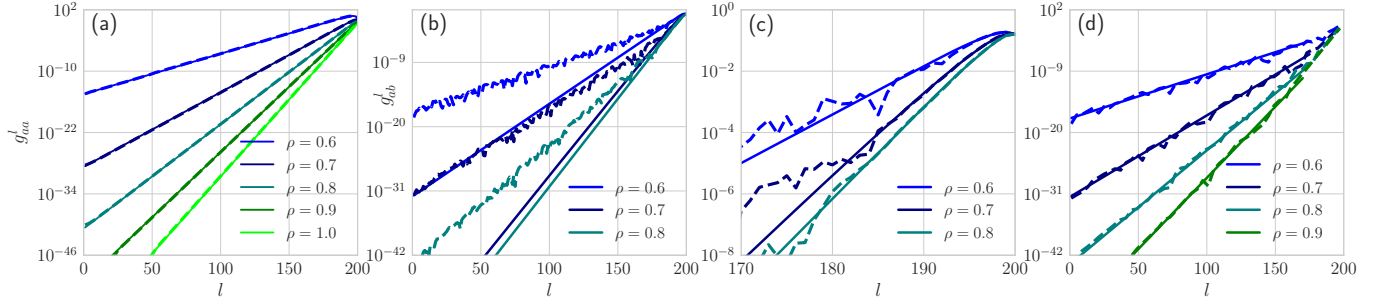 (a)
10^2
10^{-10}
10^{-22}
10^{-34}
10^{-46}
g^l_{aa}
0 50 100 150 200
l
ρ = 0.6
ρ = 0.7
ρ = 0.8
ρ = 0.9
ρ = 1.0
(b)
10^{-9}
10^{-20}
10^{-31}
10^{-42}
g^l_{ab}
0 50 100 150 200
l
ρ = 0.6
ρ = 0.7
ρ = 0.8
(c)
10^0
10^{-2}
10^{-4}
10^{-6}
10^{-8}
170 180 190 200
l
ρ = 0.6
ρ = 0.7
ρ = 0.8
(d)
10^2
10^{-9}
10^{-20}
10^{-31}
10^{-42}
0 50 100 150 200
l
ρ = 0.6
ρ = 0.7
ρ = 0.8
ρ = 0.9